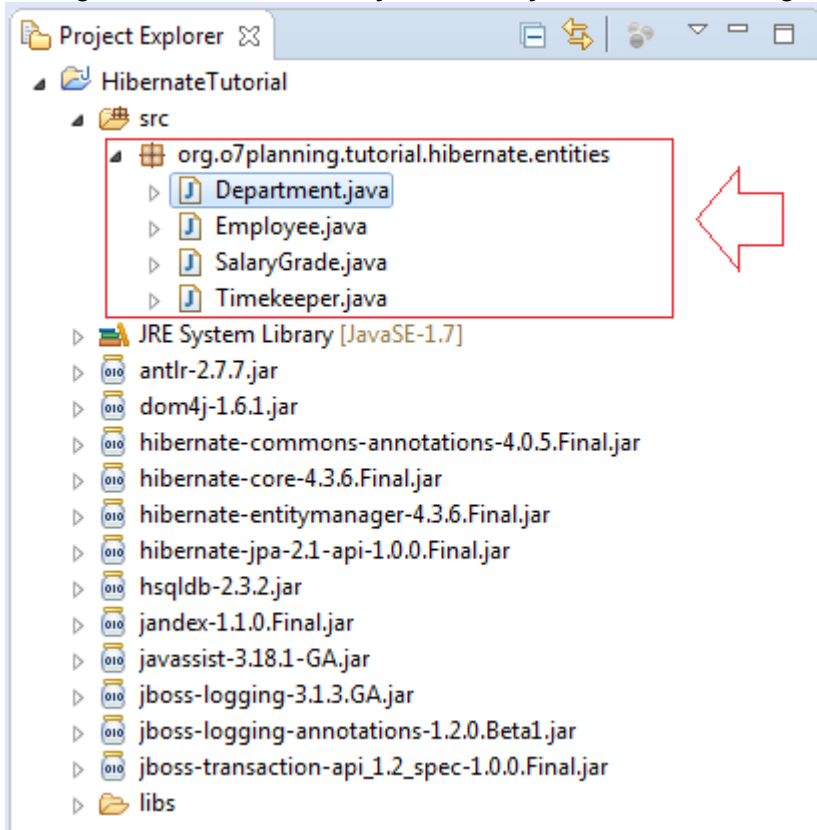 Project Explorer
HibernateTutorial
src
org.o7planning.tutorial.hibernate.entities
Department.java
Employee.java
SalaryGrade.java
Timekeeper.java
JRE System Library [JavaSE-1.7]
antlr-2.7.7.jar
dom4j-1.6.1.jar
hibernate-commons-annotations-4.0.5.Final.jar
hibernate-core-4.3.6.Final.jar
hibernate-entitymanager-4.3.6.Final.jar
hibernate-jpa-2.1-api-1.0.0.Final.jar
hsqldb-2.3.2.jar
jandex-1.1.0.Final.jar
javassist-3.18.1-GA.jar
jboss-logging-3.1.3.GA.jar
jboss-logging-annotations-1.2.0.Beta1.jar
jboss-transaction-api_1.2_spec-1.0.0.Final.jar
libs